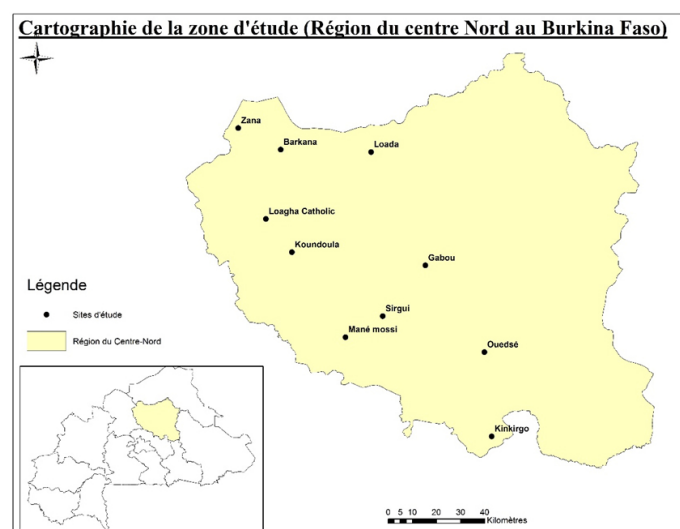 Cartographie de la zone d'étude (Région du centre Nord au Burkina Faso)
Zana
Barkana
Loada
Loagha Catholic
Koundoula
Gabou
Sirgui
Mané mossi
Ouedsé
Kinkirgo
Légende
Sites d'étude
Région du Centre-Nord
0 5 10 20 30 40
Kilomètres